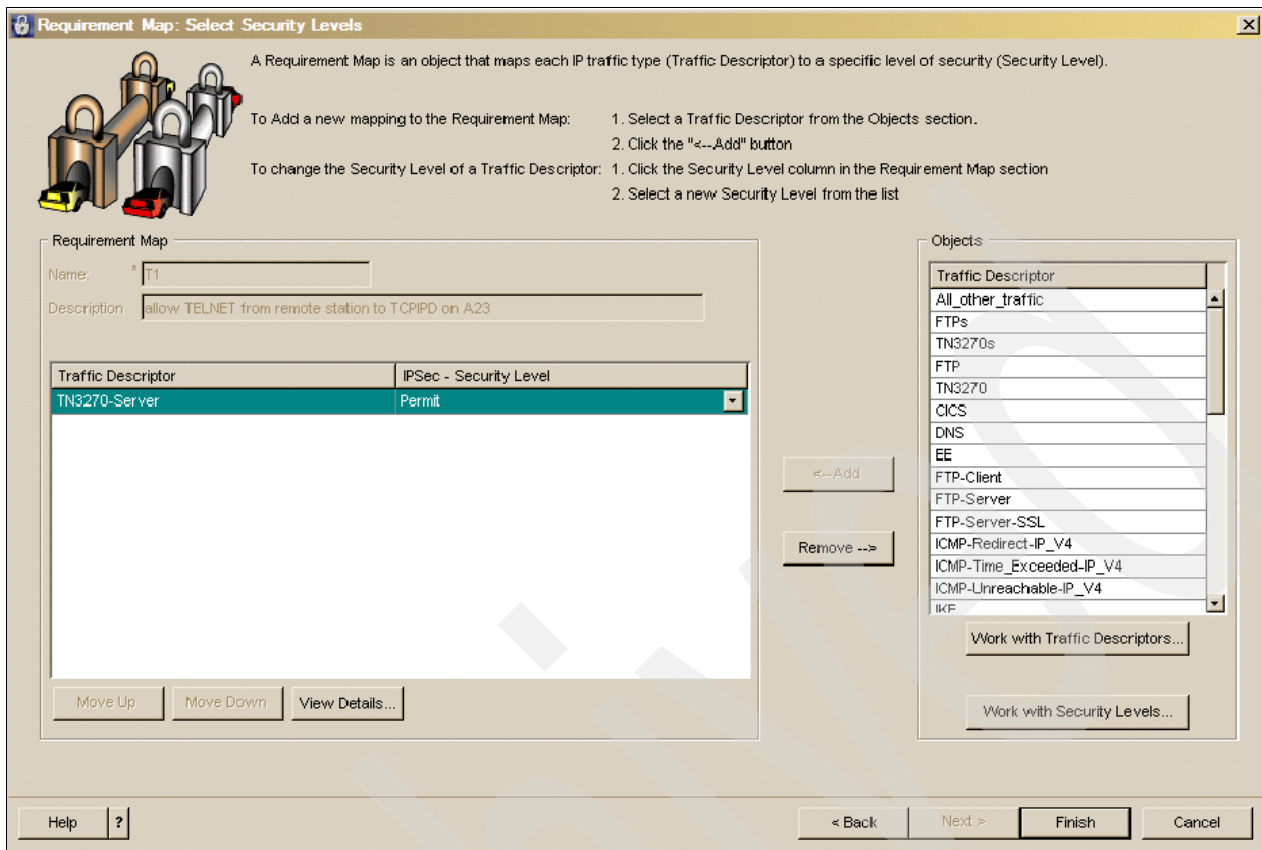 Requirement Map: Select Security Levels
A Requirement Map is an object that maps each IP traffic type (Traffic Descriptor) to a specific level of security (Security Level).
To Add a new mapping to the Requirement Map: 1. Select a Traffic Descriptor from the Objects section.
2. Click the "<--Add" button
To change the Security Level of a Traffic Descriptor: 1. Click the Security Level column in the Requirement Map section
2. Select a new Security Level from the list
Requirement Map
Name: * T1
Description allow TELNET from remote station to TCPIPD on A23
Traffic Descriptor IPSec - Security Level
TN3270-Server Permit
Move Up Move Down View Details...
<--Add
Remove -->
Objects
Traffic Descriptor
All_other_traffic
FTPs
TN3270s
FTP
TN3270
CICS
DNS
EE
FTP-Client
FTP-Server
FTP-Server-SSL
ICMP-Redirect-IP_V4
ICMP-Time_Exceeded-IP_V4
ICMP-Unreachable-IP_V4
IKE
Work with Traffic Descriptors...
Work with Security Levels...
Help ? < Back Next > Finish Cancel